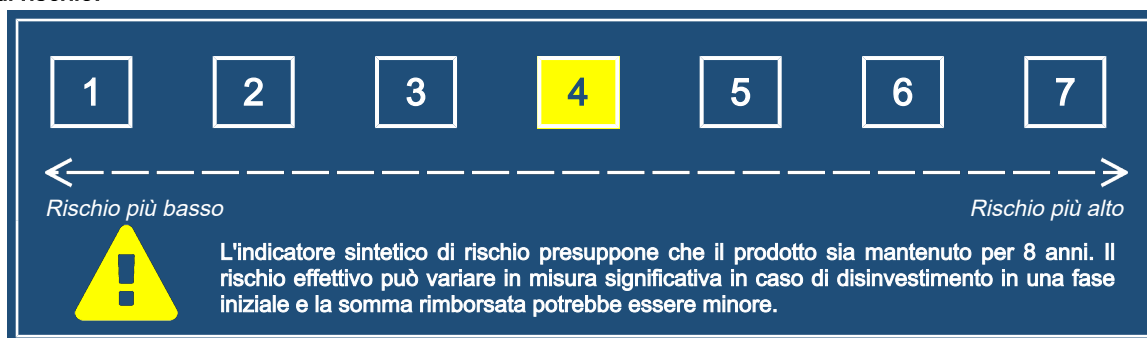 di rischio.
1 2 3 4 5 6 7
Rischio più basso Rischio più alto
L'indicatore sintetico di rischio presuppone che il prodotto sia mantenuto per 8 anni. Il
rischio effettivo può variare in misura significativa in caso di disinvestimento in una fase
iniziale e la somma rimborsata potrebbe essere minore.